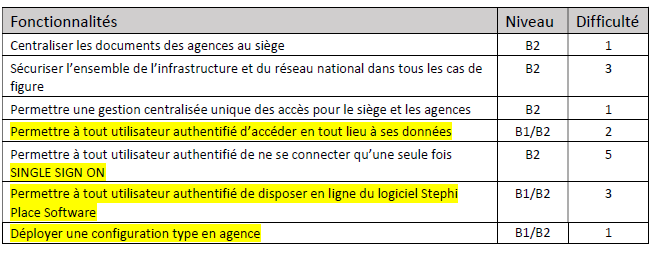 Fonctionnalités Niveau Difficulté
Centraliser les documents des agences au siège B2 1
Sécuriser l'ensemble de l'infrastructure et du réseau national dans tous les cas de B2 3
figure
Permettre une gestion centralisée unique des accès pour le siège et les agences B2 1
Permettre à tout utilisateur authentifié d'accéder en tout lieu à ses données B1/B2 2
Permettre à tout utilisateur authentifié de ne se connecter qu'une seule fois B2 5
SINGLE SIGN ON
Permettre à tout utilisateur authentifié de disposer en ligne du logiciel Stephi B1/B2 3
Place Software
Déployer une configuration type en agence B1/B2 1